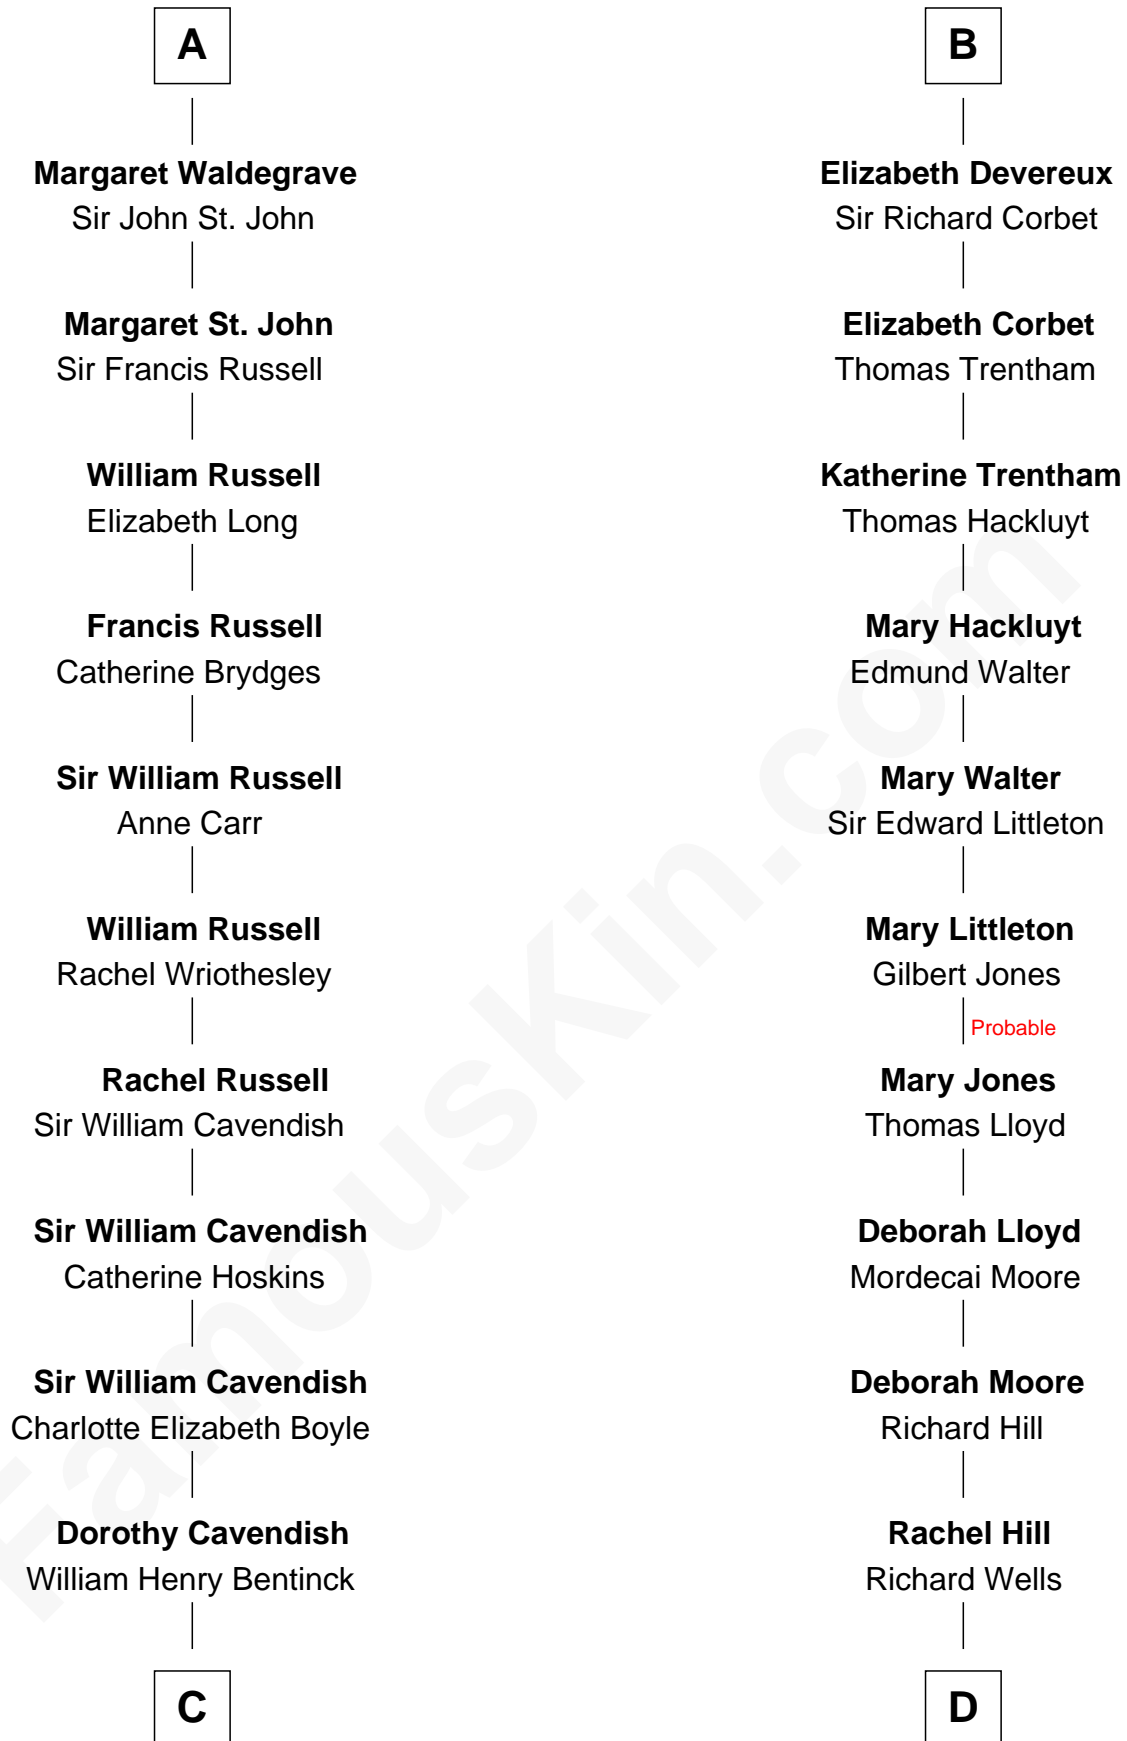 A
Margaret Waldegrave
Sir John St. John
Margaret St. John
Sir Francis Russell
William Russell
Elizabeth Long
Francis Russell
Catherine Brydges
Sir William Russell
Anne Carr
William Russell
Rachel Wriothesley
Rachel Russell
Sir William Cavendish
Sir William Cavendish
Catherine Hoskins
Sir William Cavendish
Charlotte Elizabeth Boyle
Dorothy Cavendish
William Henry Bentinck
C
B
Elizabeth Devereux
Sir Richard Corbet
Elizabeth Corbet
Thomas Trentham
Katherine Trentham
Thomas Hackluyt
Mary Hackluyt
Edmund Walter
Mary Walter
Sir Edward Littleton
Mary Littleton
Gilbert Jones
Probable
Mary Jones
Thomas Lloyd
Deborah Lloyd
Mordecai Moore
Deborah Moore
Richard Hill
Rachel Hill
Richard Wells
D
FamousKin.com